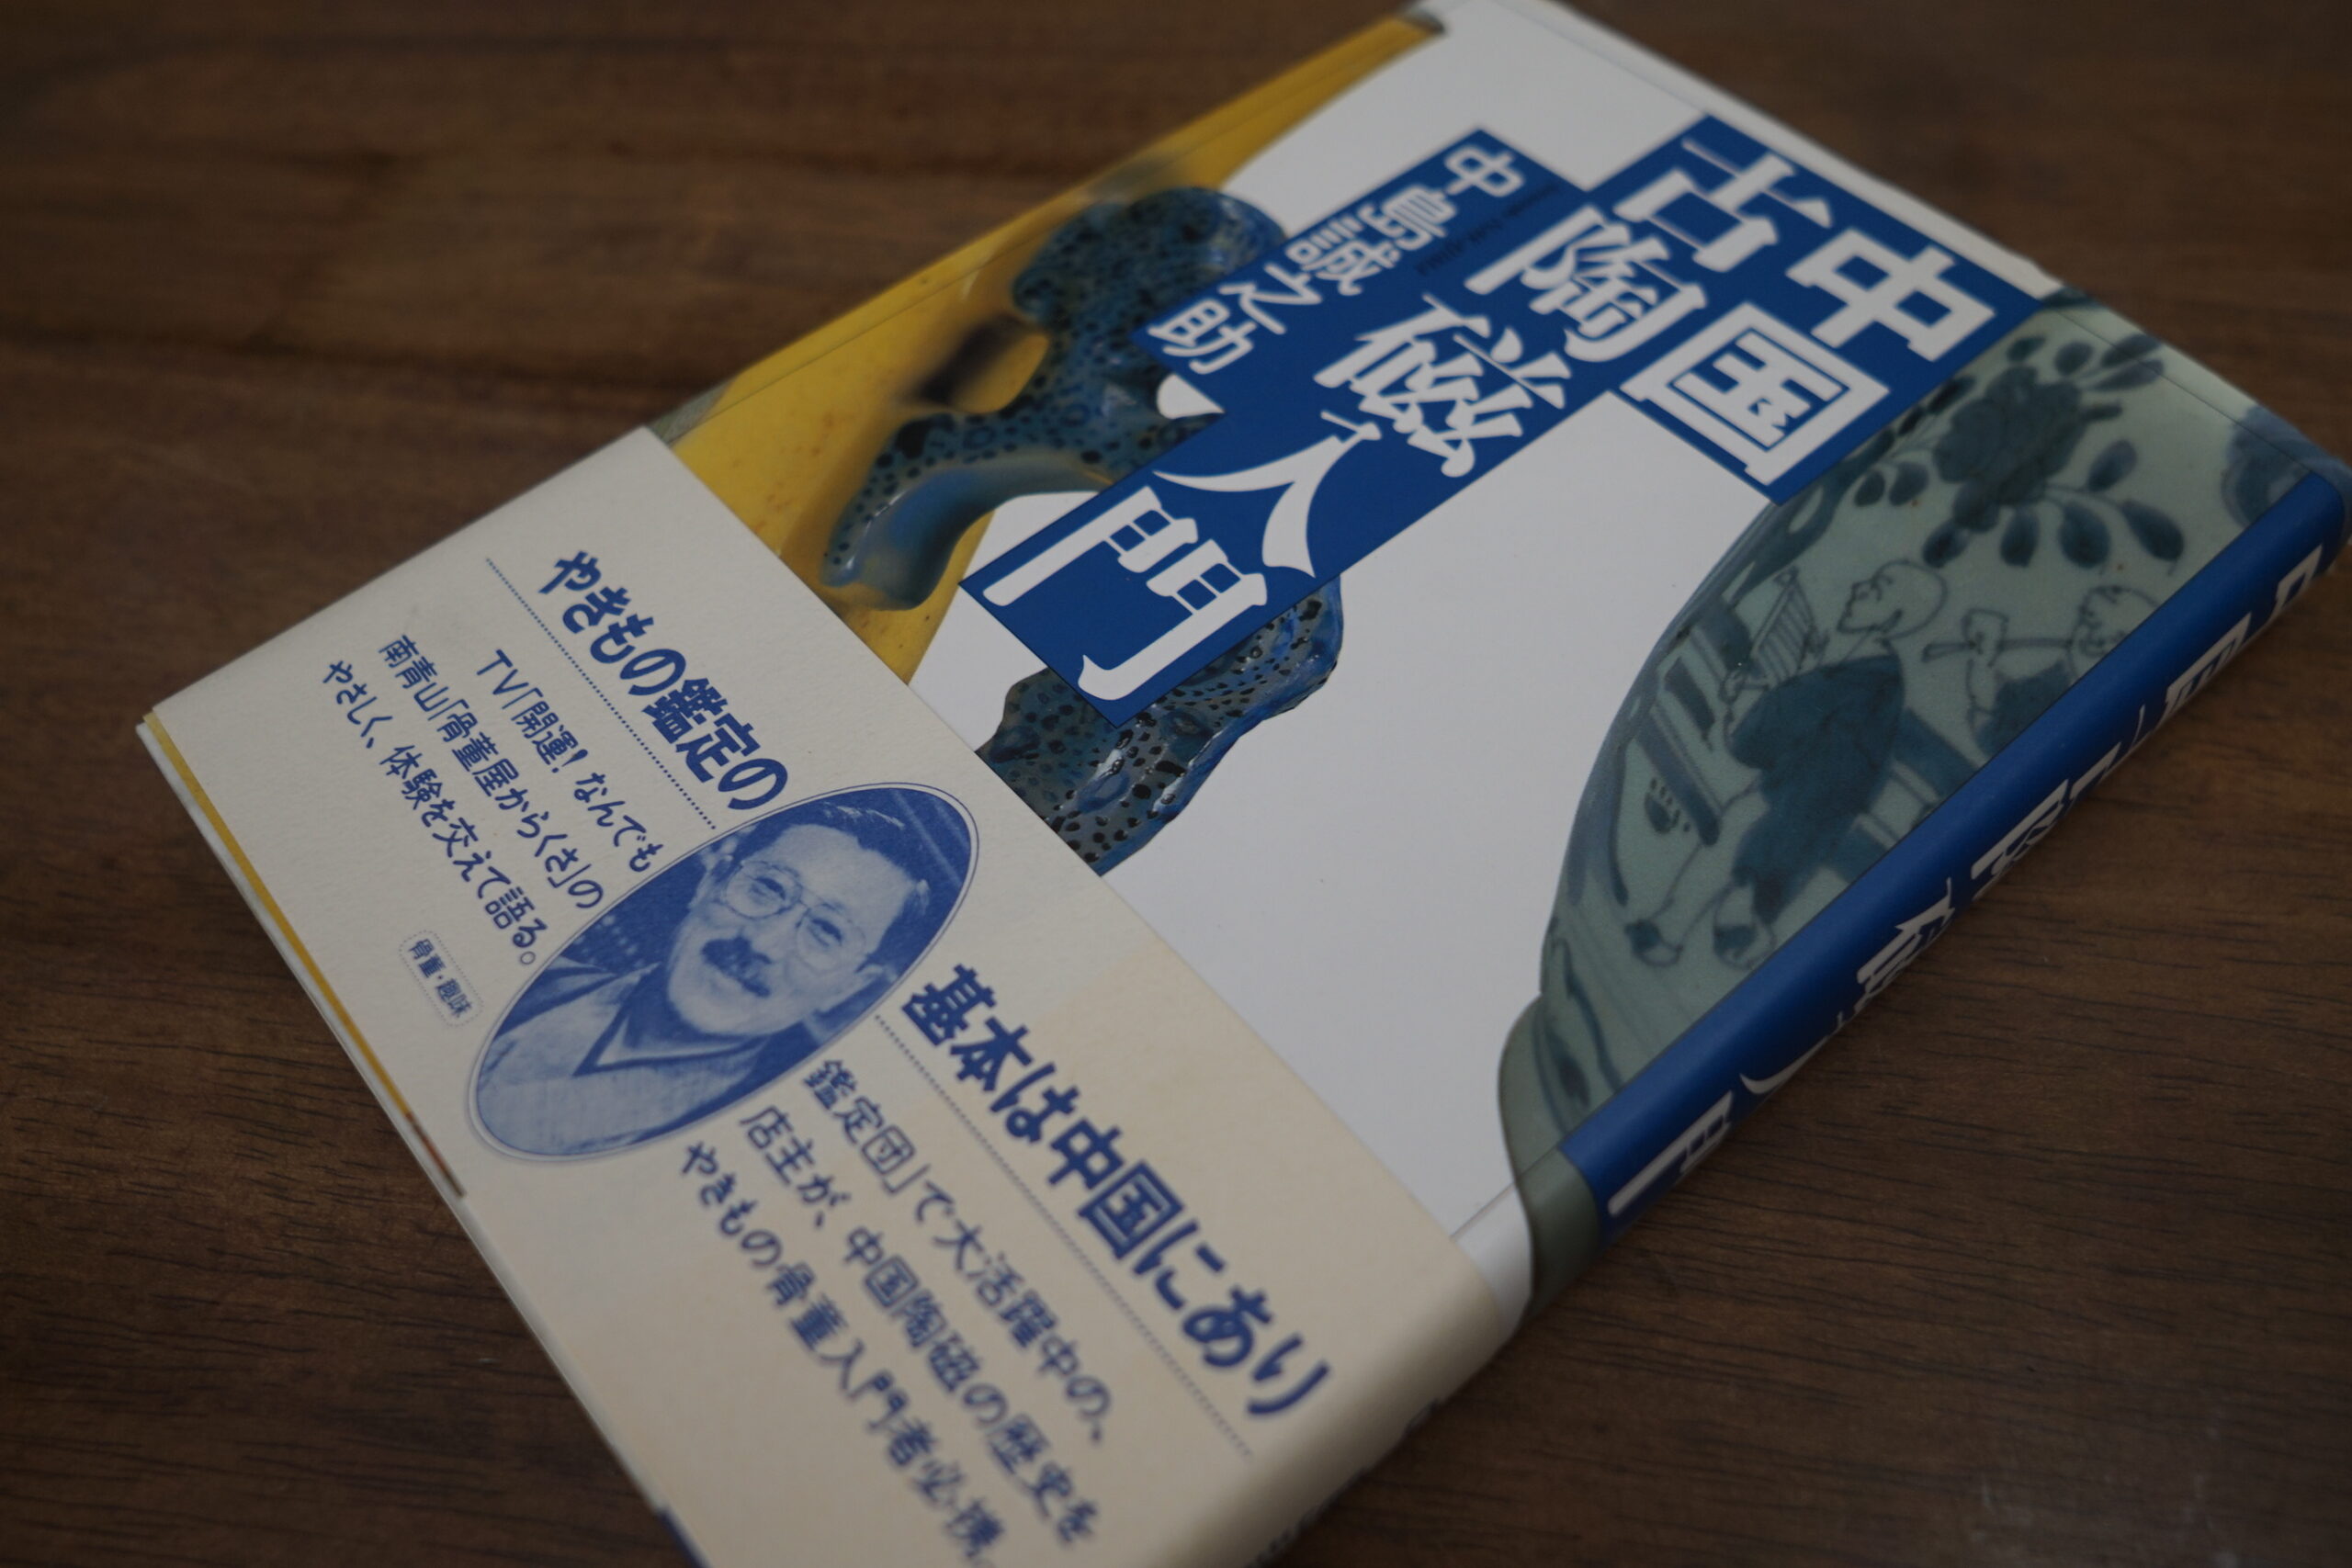 中国
古陶磁入門
中島誠之助
やきもの鑑定の基本は中国にあり
TV「開運!なんでも鑑定団」で大活躍中の、
南青山「骨董屋からくさ」の店主が、中国陶磁の歴史を
やさしく、体験を交えて語る。やきもの骨董入門者必携。
骨董・趣味